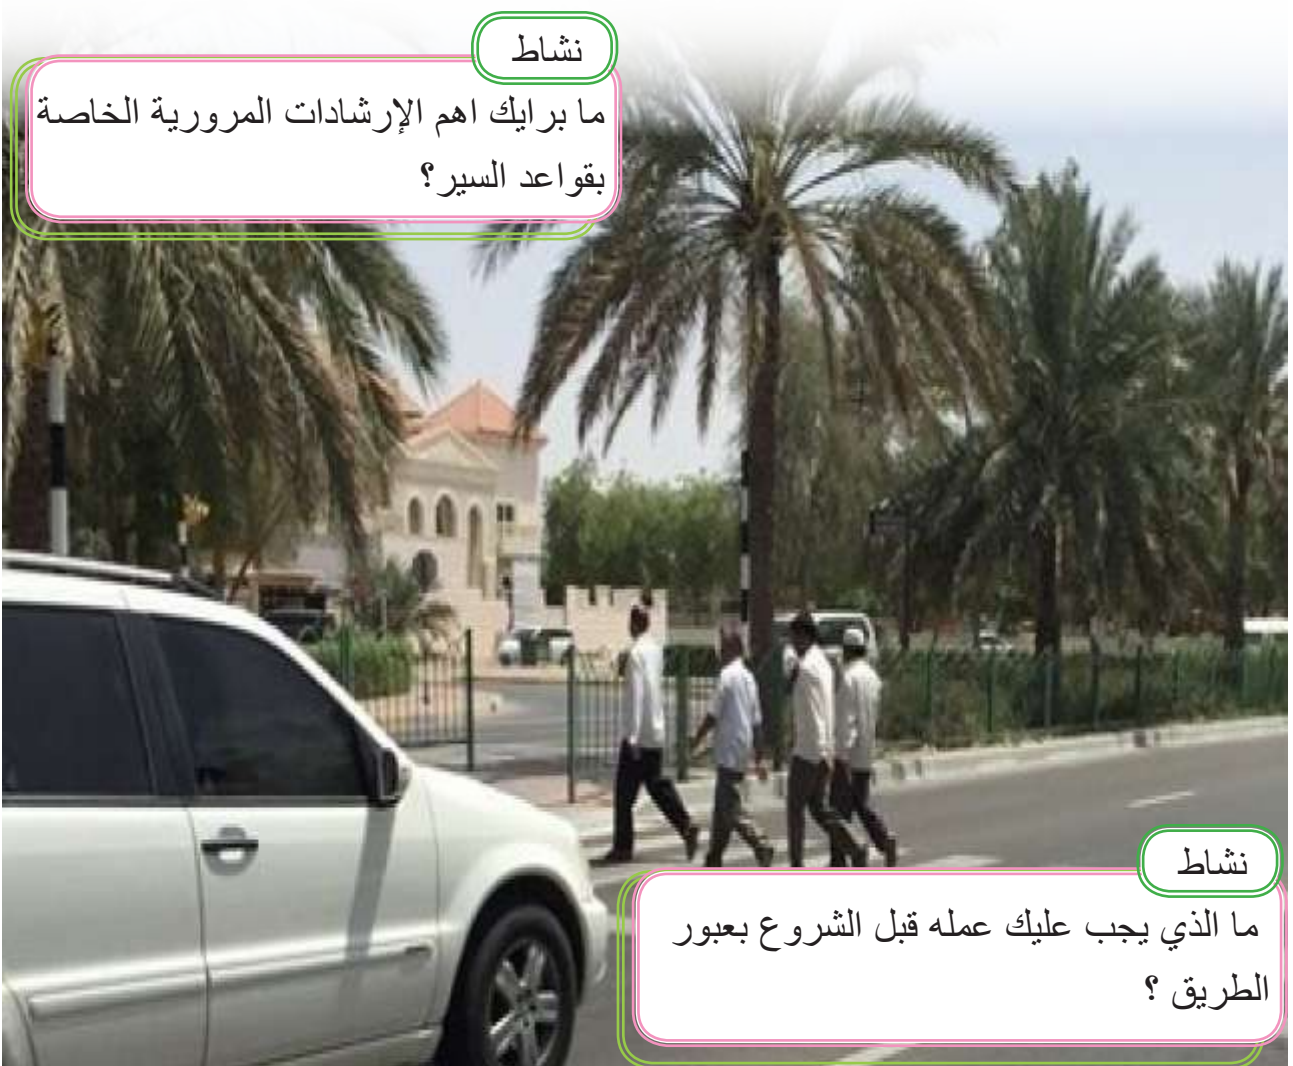 نشاط
ما برايك اهم الإرشادات المرورية الخاصة
بقواعد السير؟
نشاط
ما الذي يجب عليك عمله قبل الشروع بعبور
الطريق ؟